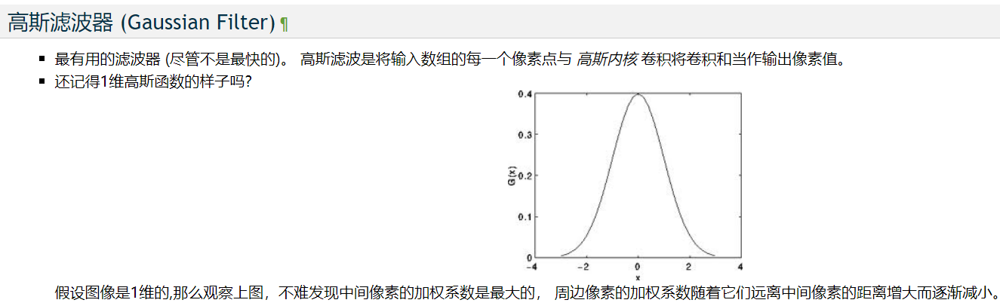 高斯滤波器 (Gaussian Filter) ¶
最有用的滤波器 (尽管不是最快的)。 高斯滤波是将输入数组的每一个像素点与 高斯内核 卷积将卷积和当作输出像素值。
还记得1维高斯函数的样子吗?
0.4
0.3
G(x)
0.2
0.1
0
-4 -2 0 2 4
x
假设图像是1维的,那么观察上图，不难发现中间像素的加权系数是最大的， 周边像素的加权系数随着它们远离中间像素的距离增大而逐渐减小。